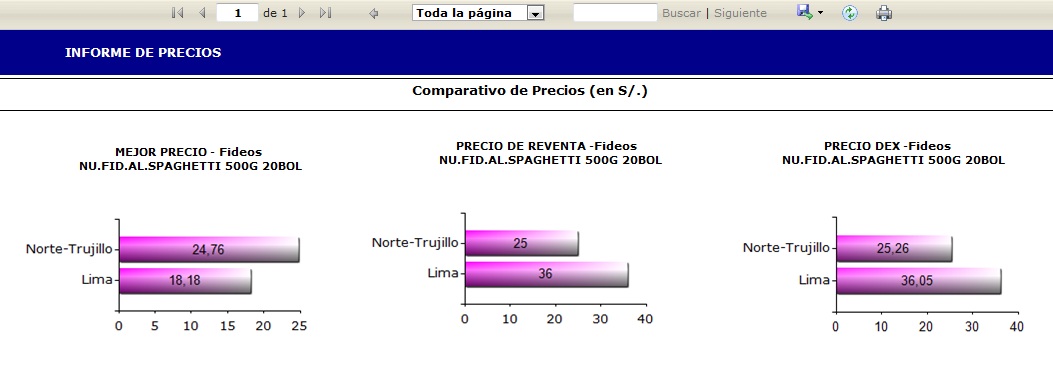 1 de 1 Toda la página Buscar | Siguiente
INFORME DE PRECIOS
Comparativo de Precios (en S/.)
MEJOR PRECIO - Fideos
NU.FID.AL.SPAGHETTI 500G 20BOL
Norte-Trujillo 24,76
Lima 18,18
0 5 10 15 20 25
PRECIO DE REVENTA -Fideos
NU.FID.AL.SPAGHETTI 500G 20BOL
Norte-Trujillo 25
Lima 36
0 10 20 30 40
PRECIO DEX -Fideos
NU.FID.AL.SPAGHETTI 500G 20BOL
Norte-Trujillo 25,26
Lima 36,05
0 10 20 30 40